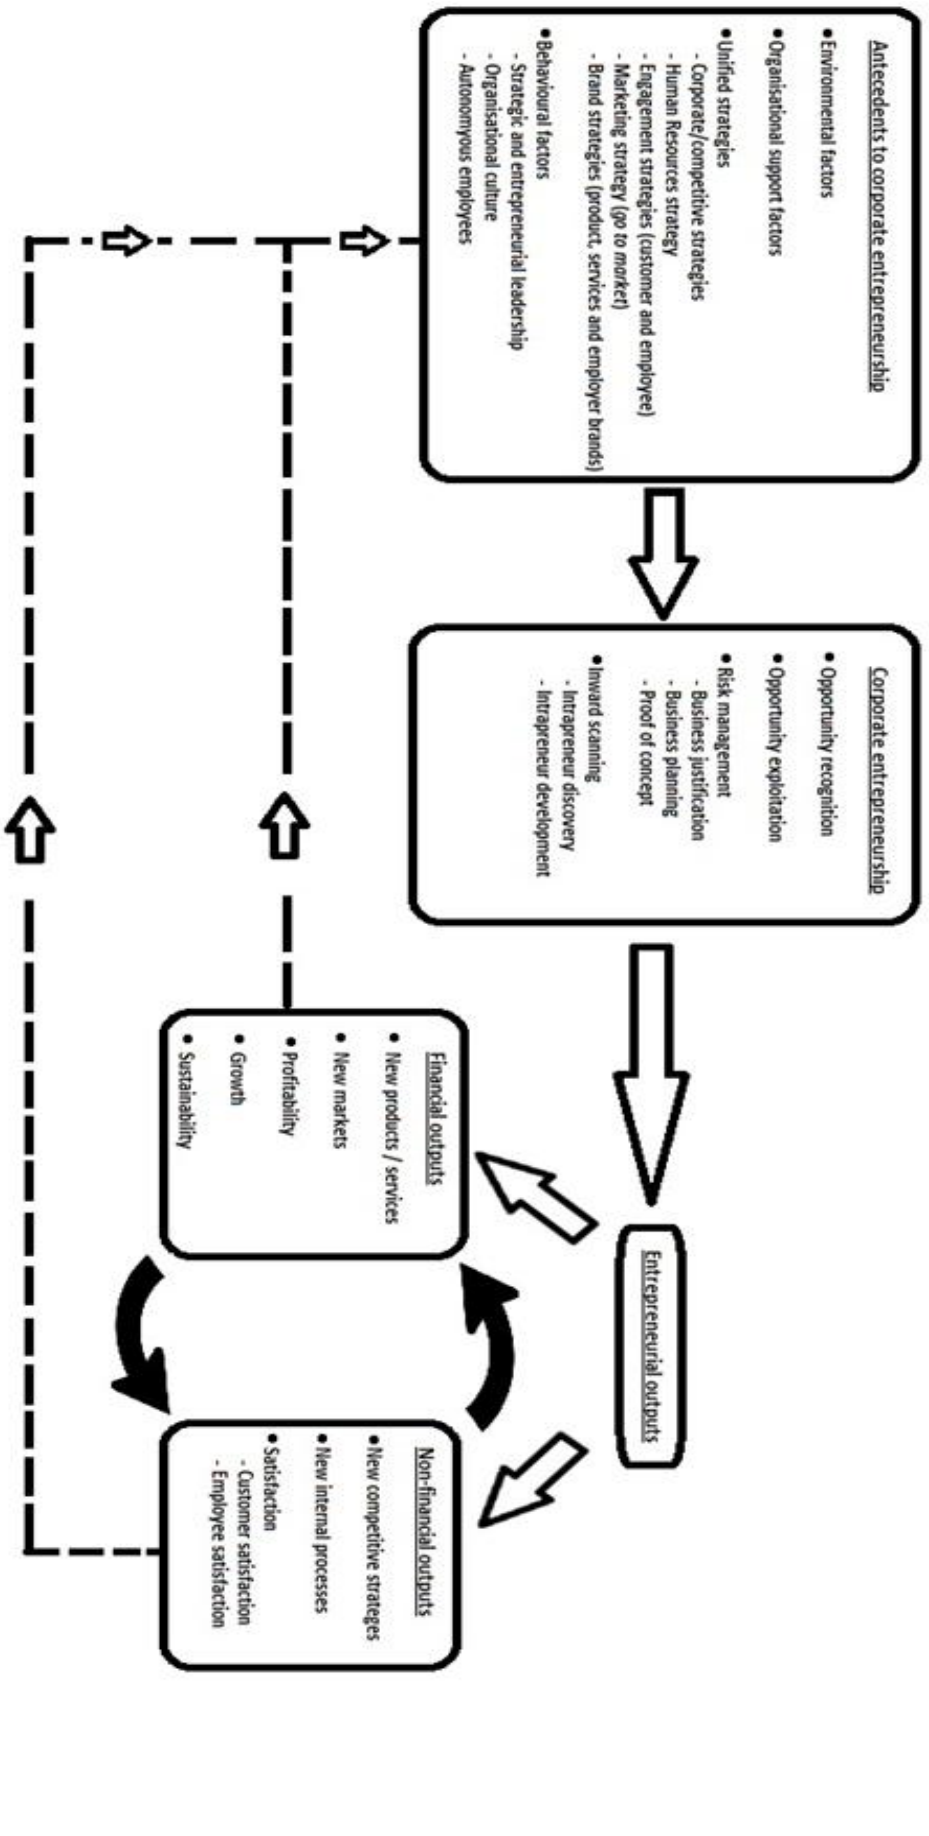 Antecedents to corporate entrepreneurship
•Environmental factors
•Organisational support factors
•Unified strategies
- Corporate/competitive strategies
- Human Resources strategy
- Engagement strategies (customer and employee)
- Marketing strategy (go to market)
- Brand strategies (product, services and employer brands)
•Behavioural factors
- Strategic and entrepreneurial leadership
- Organisational culture
- Autonomyous employees
Corporate entrepreneurship
• Opportunity recognition
• Opportunity exploitation
•Risk management
- Business justification
- Business planning
- Proof of concept
•Inward scanning
- Intrapreneur discovery
- Intrapreneur development
Entrepreneurial outputs
Financial outputs
• New products / services
• New markets
• Profitability
• Growth
• Sustainability
Non-financial outputs
•New competitive strateges
•New internal processes
•Satisfaction
- Customer satisfaction
- Employee satisfaction